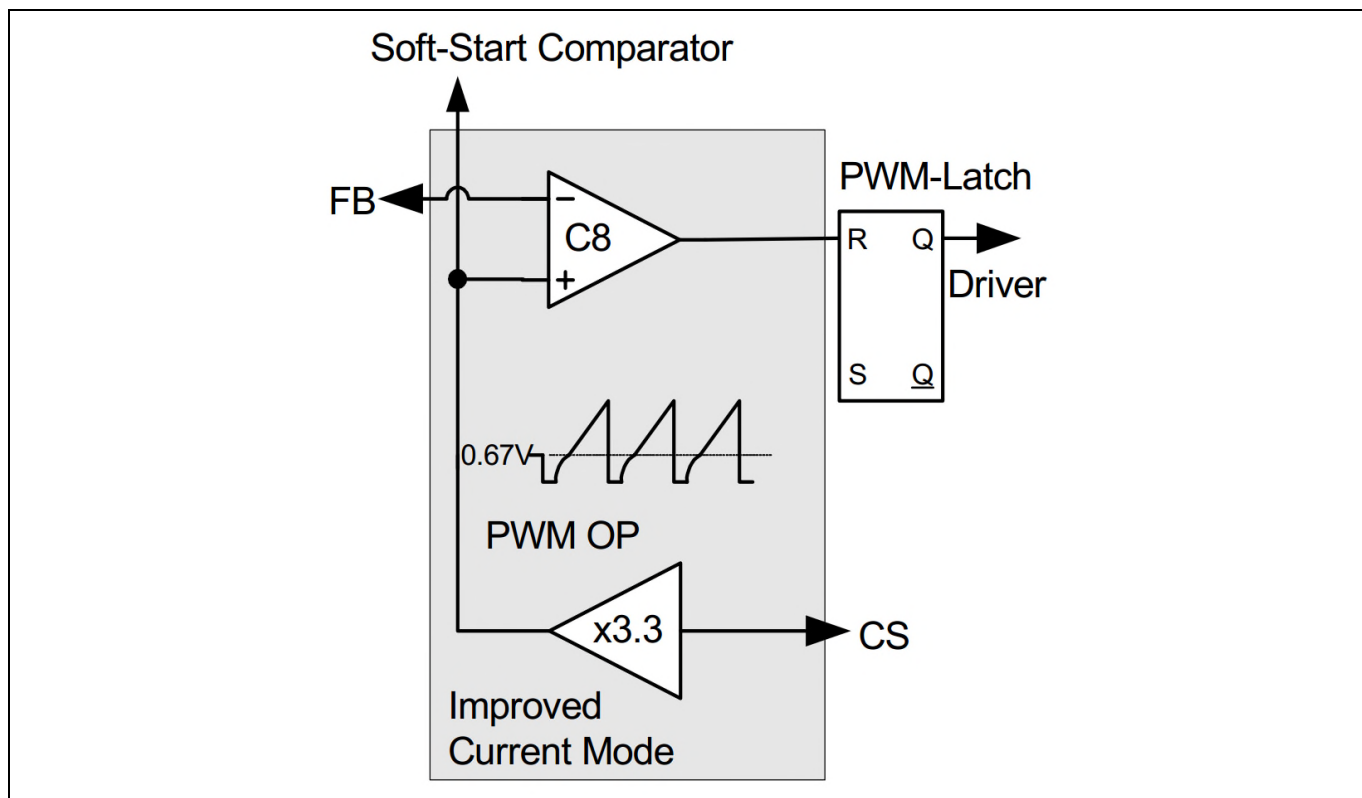 Soft-Start Comparator
FB
−
C8
+
PWM-Latch
R Q
Driver
S Q
0.67V
PWM OP
x3.3
CS
Improved
Current Mode